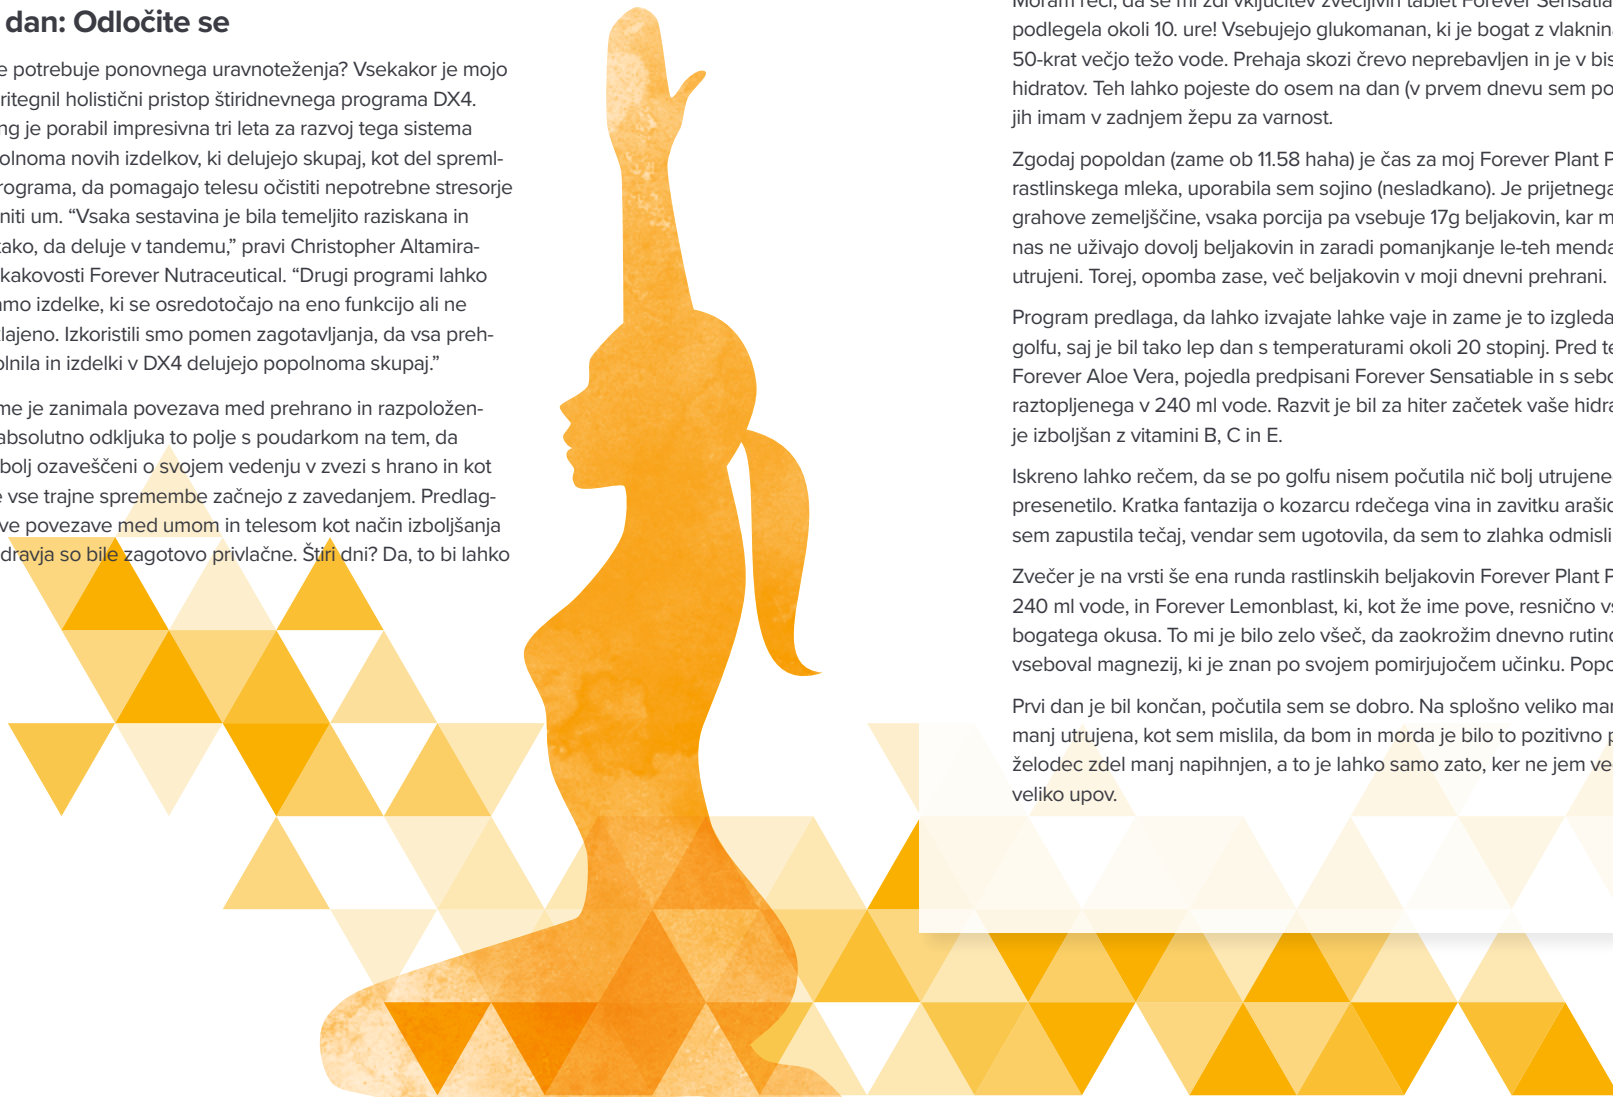 dan: Odločite se
e potrebuje ponovnega uravnoteženja? Vsekakor je mojo
ritegnil holistični pristop štiridnevnega programa DX4.
ng je porabil impresivna tri leta za razvoj tega sistema
olnoma novih izdelkov, ki delujejo skupaj, kot del spreml-
rograma, da pomagajo telesu očistiti nepotrebne stresorje
niti um. “Vsaka sestavina je bila temeljito raziskana in
tako, da deluje v tandemu,” pravi Christopher Altamira-
kakovosti Forever Nutraceutical. “Drugi programi lahko
amo izdelke, ki se osredotočajo na eno funkcijo ali ne
klajeno. Izkoristili smo pomen zagotavljanja, da vsa preh-
olnila in izdelki v DX4 delujejo popolnoma skupaj.”
me je zanimala povezava med prehrano in razpoložen-
absolutno odkljuka to polje s poudarkom na tem, da
bolj ozaveščeni o svojem vedenju v zvezi s hrano in kot
e vse trajne spremembe začnejo z zavedanjem. Predlag-
ve povezave med umom in telesom kot način izboljšanja
dravja so bile zagotovo privlačne. Štiri dni? Da, to bi lahko
Moram reči, da se mi zdi vključitev žvečljivih tablet Forever Sensatia
podlegela okoli 10. ure! Vsebujejo glukomanan, ki je bogat z vlaknina
50-krat večjo težo vode. Prehaja skozi črevo neprebavljen in je v bis
hidratov. Teh lahko pojeste do osem na dan (v prvem dnevu sem po
jih imam v zadnjem žepu za varnost.
Zgodaj popoldan (zame ob 11.58 haha) je čas za moj Forever Plant P
rastlinskega mleka, uporabila sem sojino (nesladkano). Je prijetnega
grahove zemeljščine, vsaka porcija pa vsebuje 17g beljakovin, kar m
nas ne uživajo dovolj beljakovin in zaradi pomanjkanje le-teh menda
utrujeni. Torej, opomba zase, več beljakovin v moji dnevni prehrani.
Program predlaga, da lahko izvajate lahke vaje in zame je to izgleda
golfu, saj je bil tako lep dan s temperaturami okoli 20 stopinj. Pred te
Forever Aloe Vera, pojedla predpisani Forever Sensatiable in s sebo
raztopljenega v 240 ml vode. Razvit je bil za hiter začetek vaše hidra
je izboljšan z vitamini B, C in E.
Iskreno lahko rečem, da se po golfu nisem počutila nič bolj utrujene
presenetilo. Kratka fantazija o kozarcu rdečega vina in zavitku arašid
sem zapustila tečaj, vendar sem ugotovila, da sem to zlahka odmisli
Zvečer je na vrsti še ena runda rastlinskih beljakovin Forever Plant P
240 ml vode, in Forever Lemonblast, ki, kot že ime pove, resnično vs
bogatega okusa. To mi je bilo zelo všeč, da zaokrožim dnevno rutino
vseboval magnezij, ki je znan po svojem pomirjujočem učinku. Popo
Prvi dan je bil končan, počutila sem se dobro. Na splošno veliko man
manj utrujena, kot sem mislila, da bom in morda je bilo to pozitivno p
želodec zdel manj napihnjen, a to je lahko samo zato, ker ne jem več
veliko upov.